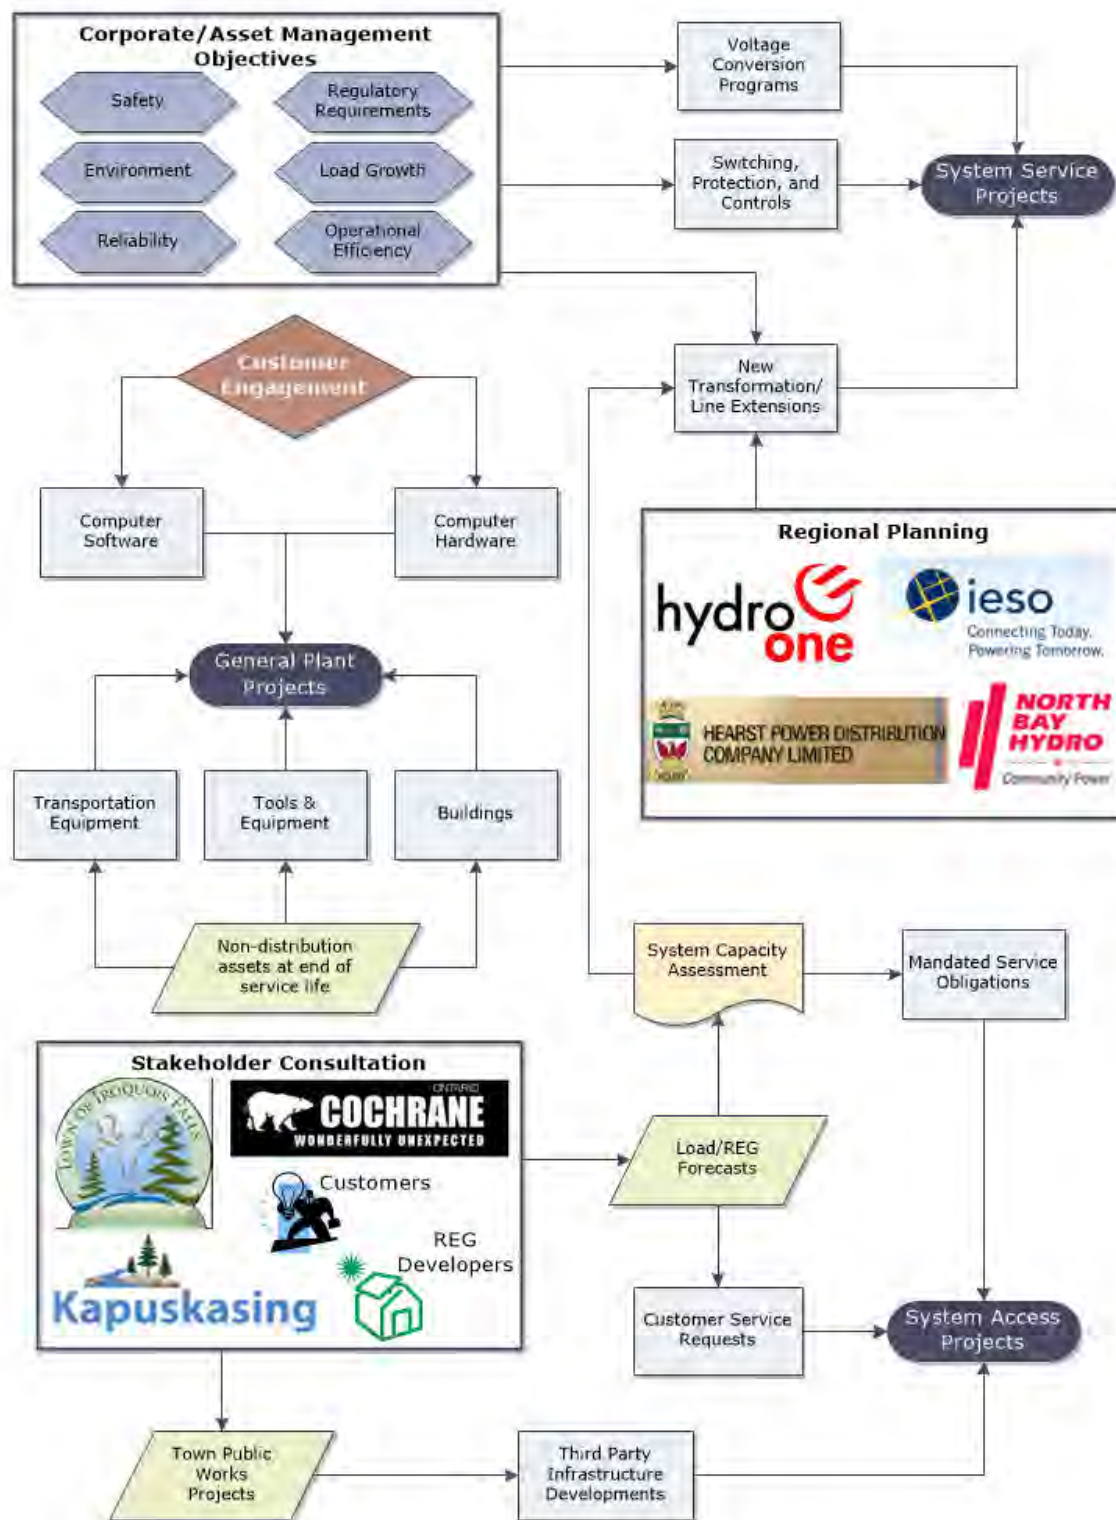 Corporate/Asset Management
Objectives
Safety
Regulatory
Requirements
Environment
Load Growth
Reliability
Operational
Efficiency
Voltage
Conversion
Programs
Switching,
Protection, and
Controls
System Service
Projects
Customer
Engagement
New
Transformation/
Line Extensions
Computer
Software
Computer
Hardware
Regional Planning
hydro
one
ieso
Connecting Today.
Powering Tomorrow.
HEARST POWER DISTRIBUTION
COMPANY LIMITED
NORTH
BAY
HYDRO
Community Power
General Plant
Projects
Transportation
Equipment
Tools &
Equipment
Buildings
Non-distribution
assets at end of
service life
System Capacity
Assessment
Mandated Service
Obligations
Stakeholder Consultation
TOWN OF IROQUOIS FALLS
ONTARIO
COCHRANE
WONDERFULLY UNEXPECTED
Customers
REG
Developers
Kapuskasing
Load/REG
Forecasts
Customer Service
Requests
System Access
Projects
Town Public
Works
Projects
Third Party
Infrastructure
Developments